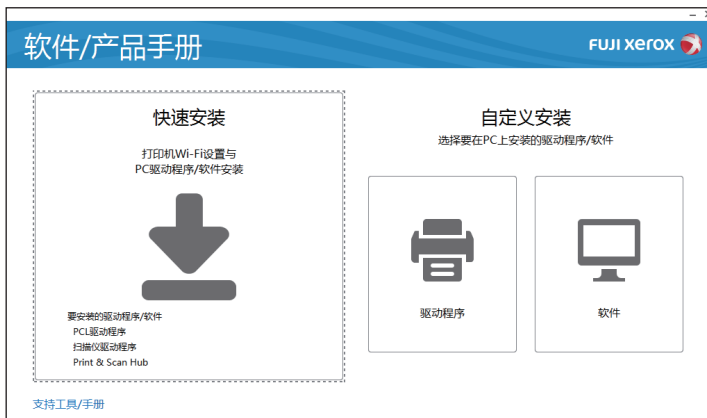 软件/产品手册
FUJI xerox
快速安装
打印机Wi-Fi设置与
PC驱动程序/软件安装
要安装的驱动程序/软件
PCL驱动程序
扫描仪驱动程序
Print & Scan Hub
自定义安装
选择要在PC上安装的驱动程序/软件
驱动程序
软件
支持工具/手册